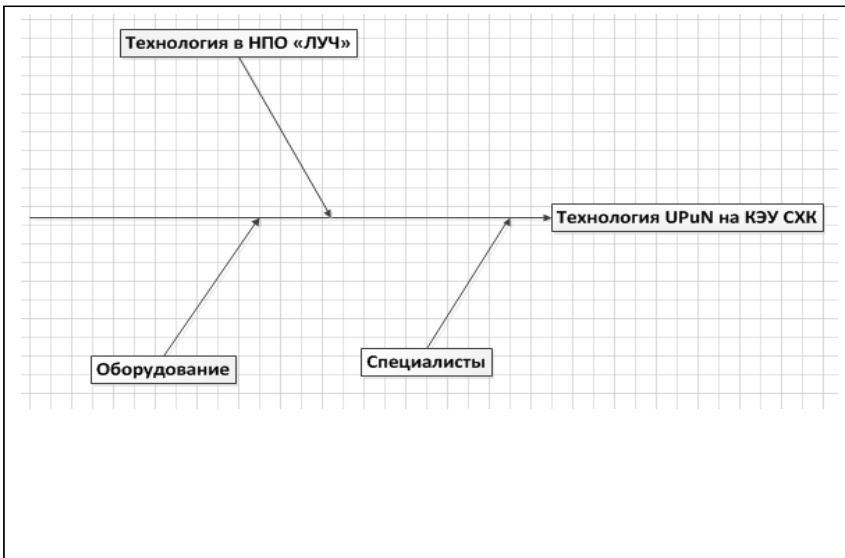 Технология в НПО «ЛУЧ»
Технология UPuN на КЭУ СХК
Оборудование
Специалисты